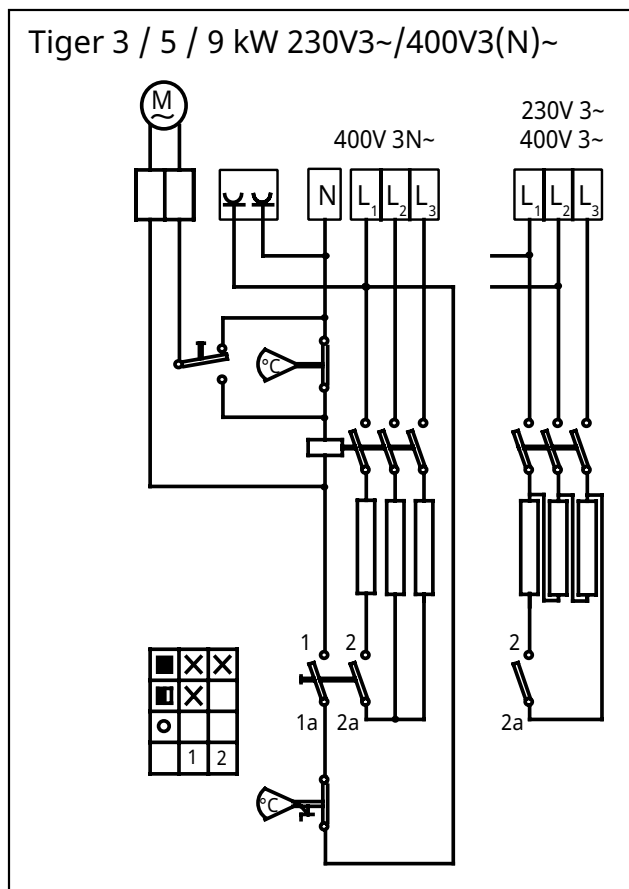 Tiger 3 / 5 / 9 kW 230V3~/400V3(N)~
M
~
230V 3~
400V 3N~
400V 3~
N L1 L2 L3
L1 L2 L3
°C
1 2
2
1a 2a
2a
1 2
°C